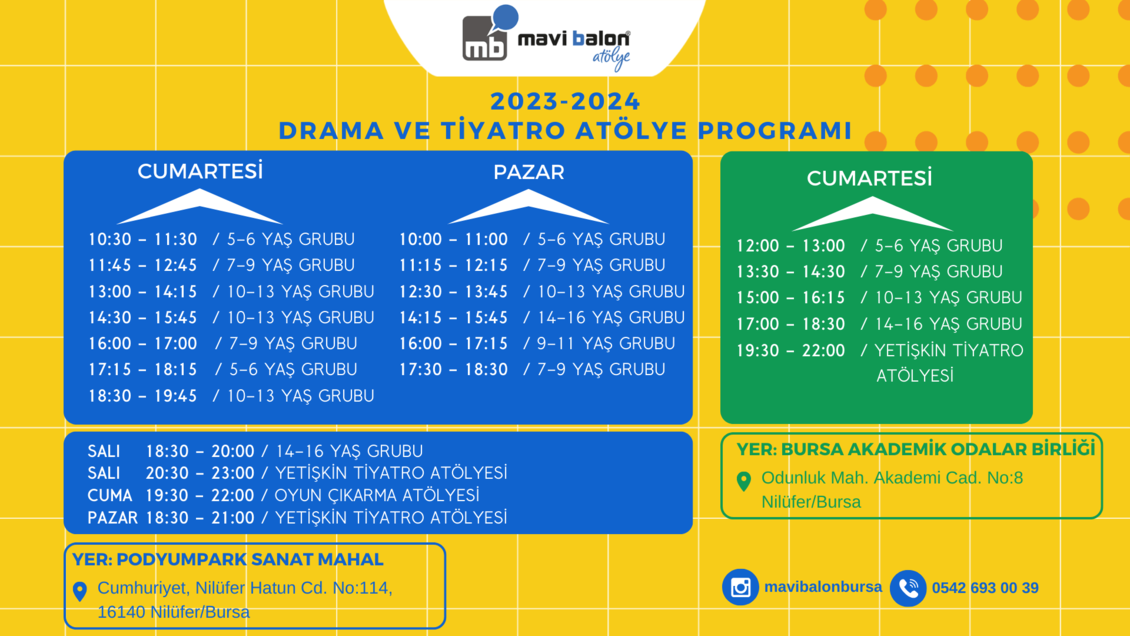 mb mavi balon®
atölye
2023-2024
DRAMA VE TİYATRO ATÖLYE PROGRAMI
CUMARTESİ
10:30 – 11:30 / 5–6 YAŞ GRUBU
11:45 – 12:45 / 7–9 YAŞ GRUBU
13:00 – 14:15 / 10–13 YAŞ GRUBU
14:30 – 15:45 / 10–13 YAŞ GRUBU
16:00 – 17:00 / 7–9 YAŞ GRUBU
17:15 – 18:15 / 5–6 YAŞ GRUBU
18:30 – 19:45 / 10–13 YAŞ GRUBU
PAZAR
10:00 – 11:00 / 5–6 YAŞ GRUBU
11:15 – 12:15 / 7–9 YAŞ GRUBU
12:30 – 13:45 / 10–13 YAŞ GRUBU
14:15 – 15:45 / 14–16 YAŞ GRUBU
16:00 – 17:15 / 9–11 YAŞ GRUBU
17:30 – 18:30 / 7–9 YAŞ GRUBU
SALI 18:30 – 20:00 / 14–16 YAŞ GRUBU
SALI 20:30 – 23:00 / YETİŞKİN TİYATRO ATÖLYESİ
CUMA 19:30 – 22:00 / OYUN ÇIKARMA ATÖLYESİ
PAZAR 18:30 – 21:00 / YETİŞKİN TİYATRO ATÖLYESİ
YER: PODYUMPARK SANAT MAHAL
Cumhuriyet, Nilüfer Hatun Cd. No:114,
16140 Nilüfer/Bursa
CUMARTESİ
12:00 – 13:00 / 5–6 YAŞ GRUBU
13:30 – 14:30 / 7–9 YAŞ GRUBU
15:00 – 16:15 / 10–13 YAŞ GRUBU
17:00 – 18:30 / 14–16 YAŞ GRUBU
19:30 – 22:00 / YETİŞKİN TİYATRO
ATÖLYESİ
YER: BURSA AKADEMİK ODALAR BİRLİĞİ
Odunluk Mah. Akademi Cad. No:8
Nilüfer/Bursa
mavibalonbursa 0542 693 00 39